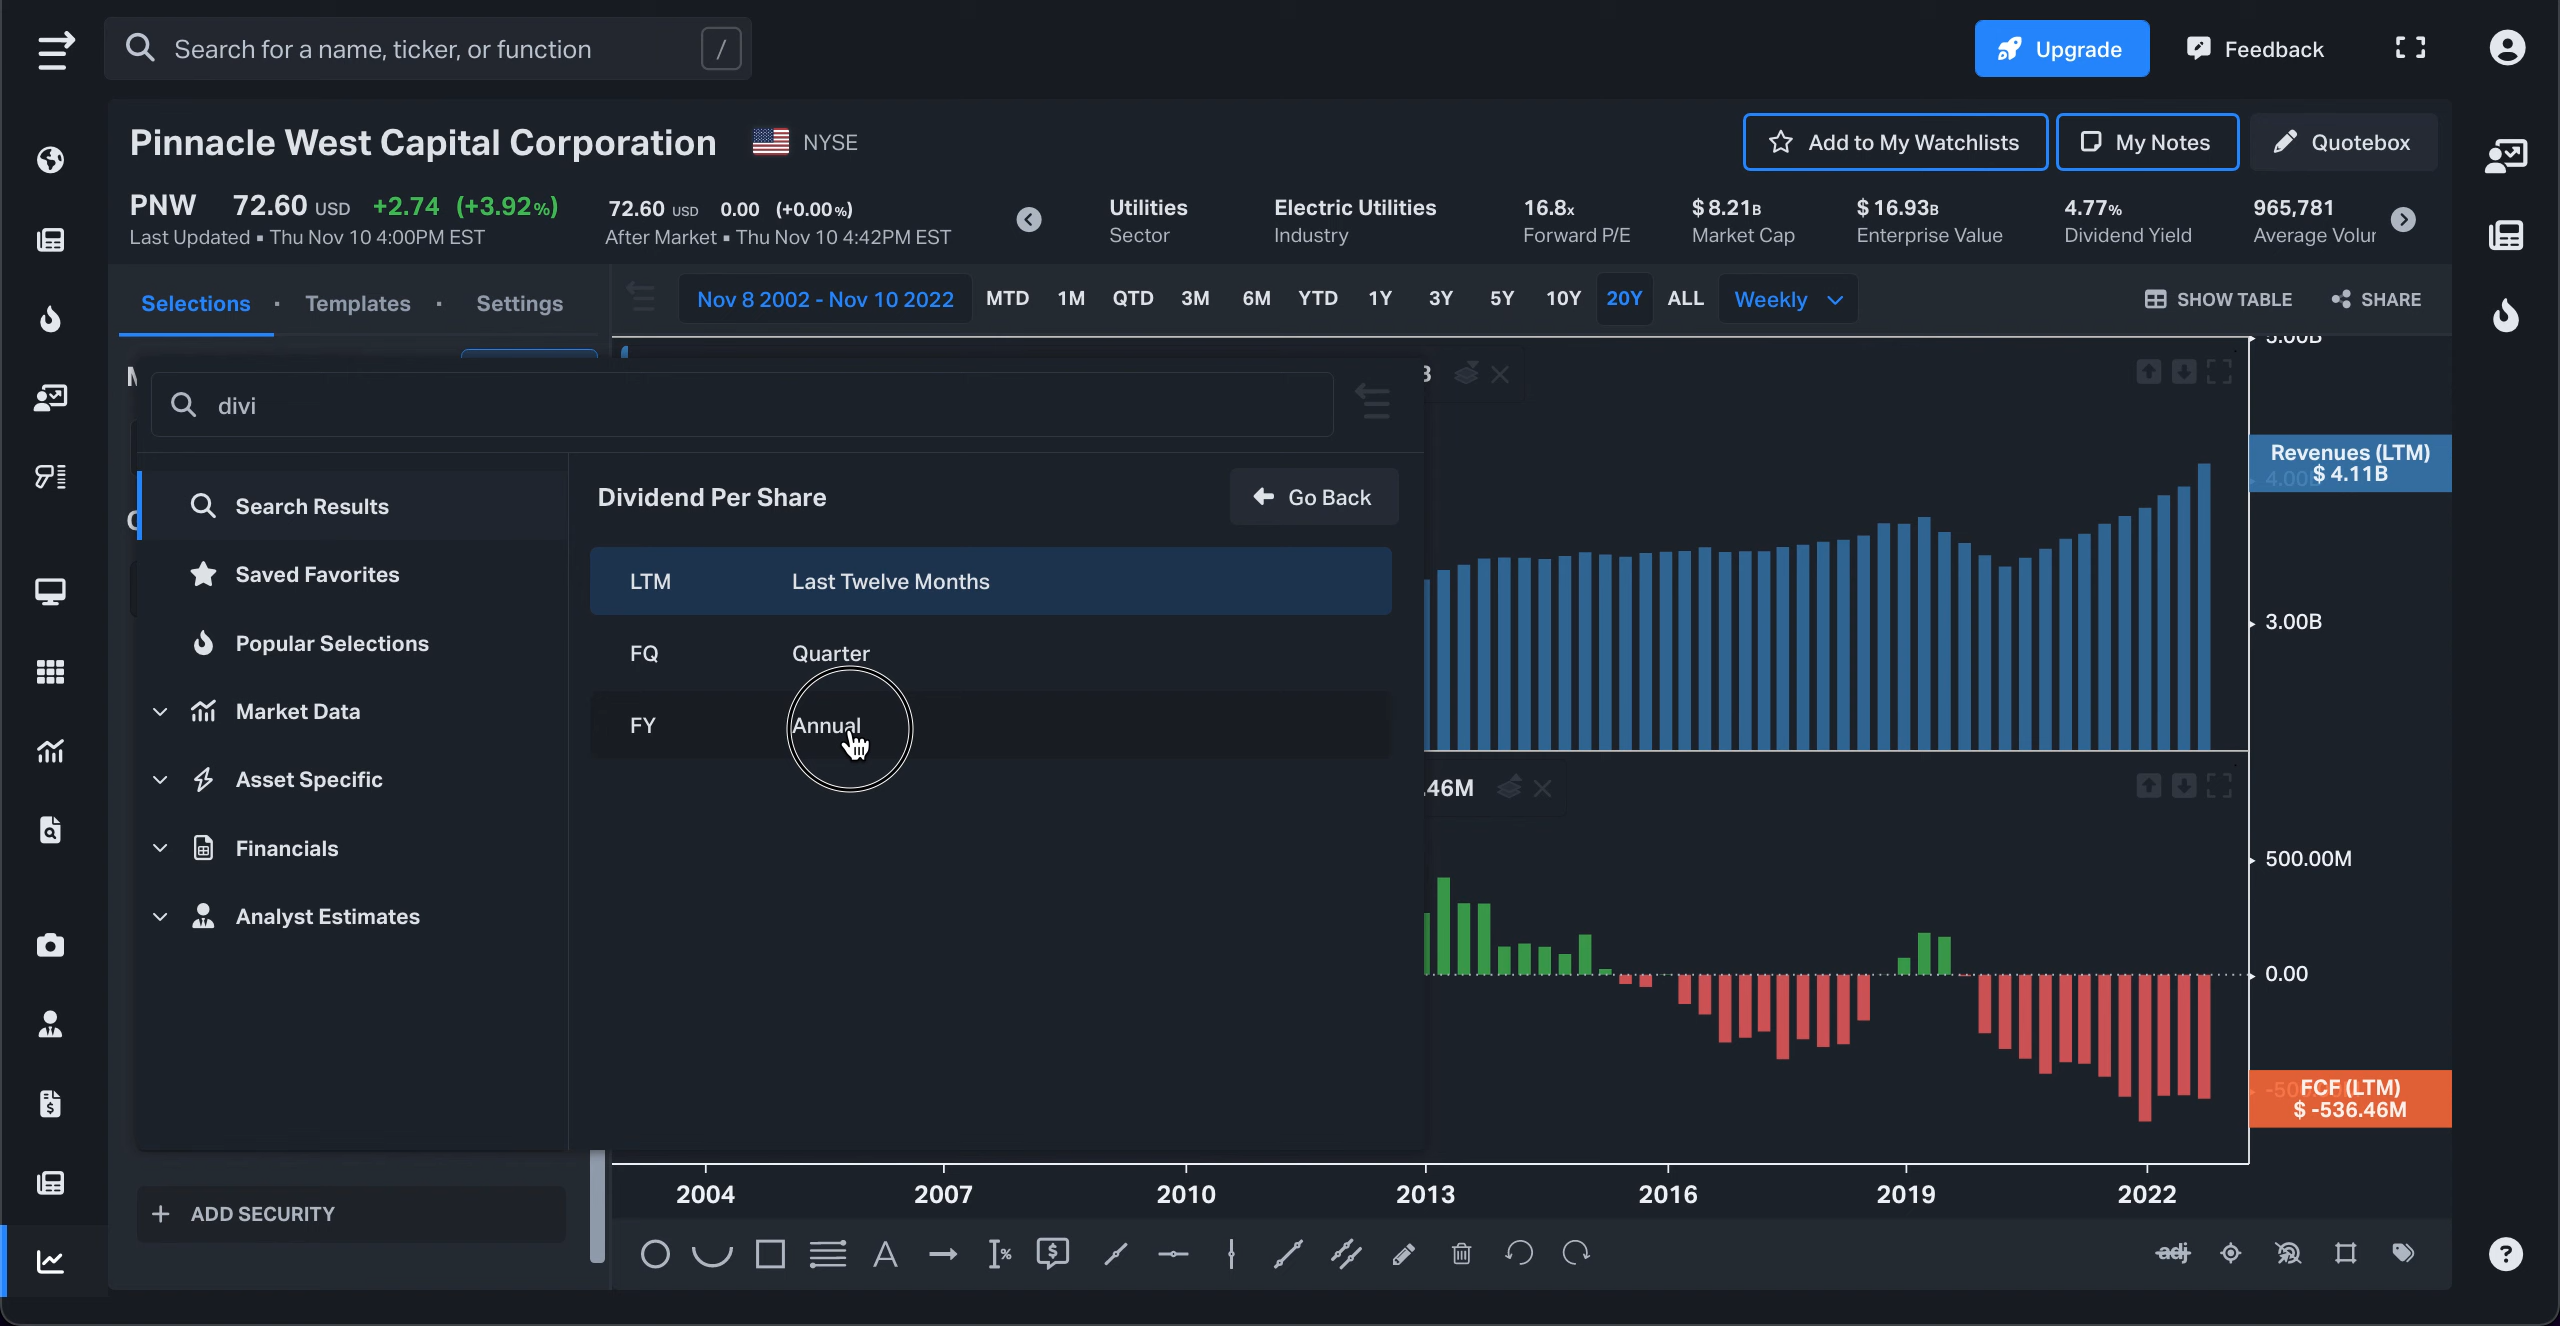 Search for a name, ticker, or function
/
Upgrade
Feedback
Pinnacle West Capital Corporation
NYSE
Add to My Watchlists
My Notes
Quotebox
PNW 72.60 USD +2.74 (+3.92%)
Last Updated ▪ Thu Nov 10 4:00PM EST
72.60 USD 0.00 (+0.00%)
After Market ▪ Thu Nov 10 4:42PM EST
Utilities
Sector
Electric Utilities
Industry
16.8x
Forward P/E
$ 8.21B
Market Cap
$ 16.93B
Enterprise Value
4.77%
Dividend Yield
965,781
Average Volur
Selections · Templates · Settings
Nov 8 2002 - Nov 10 2022
MTD 1M QTD 3M 6M YTD 1Y 3Y 5Y 10Y 20Y ALL
Weekly
SHOW TABLE
SHARE
divi
Search Results
Saved Favorites
Popular Selections
Market Data
Asset Specific
Financials
Analyst Estimates
Dividend Per Share
Go Back
LTM Last Twelve Months
FQ Quarter
FY Annual
.46M
5.00B
Revenues (LTM)
$ 4.11B
4.00
3.00B
500.00M
0.00
FCF (LTM)
$ -536.46M
2004 2007 2010 2013 2016 2019 2022
+ ADD SECURITY
adj
?